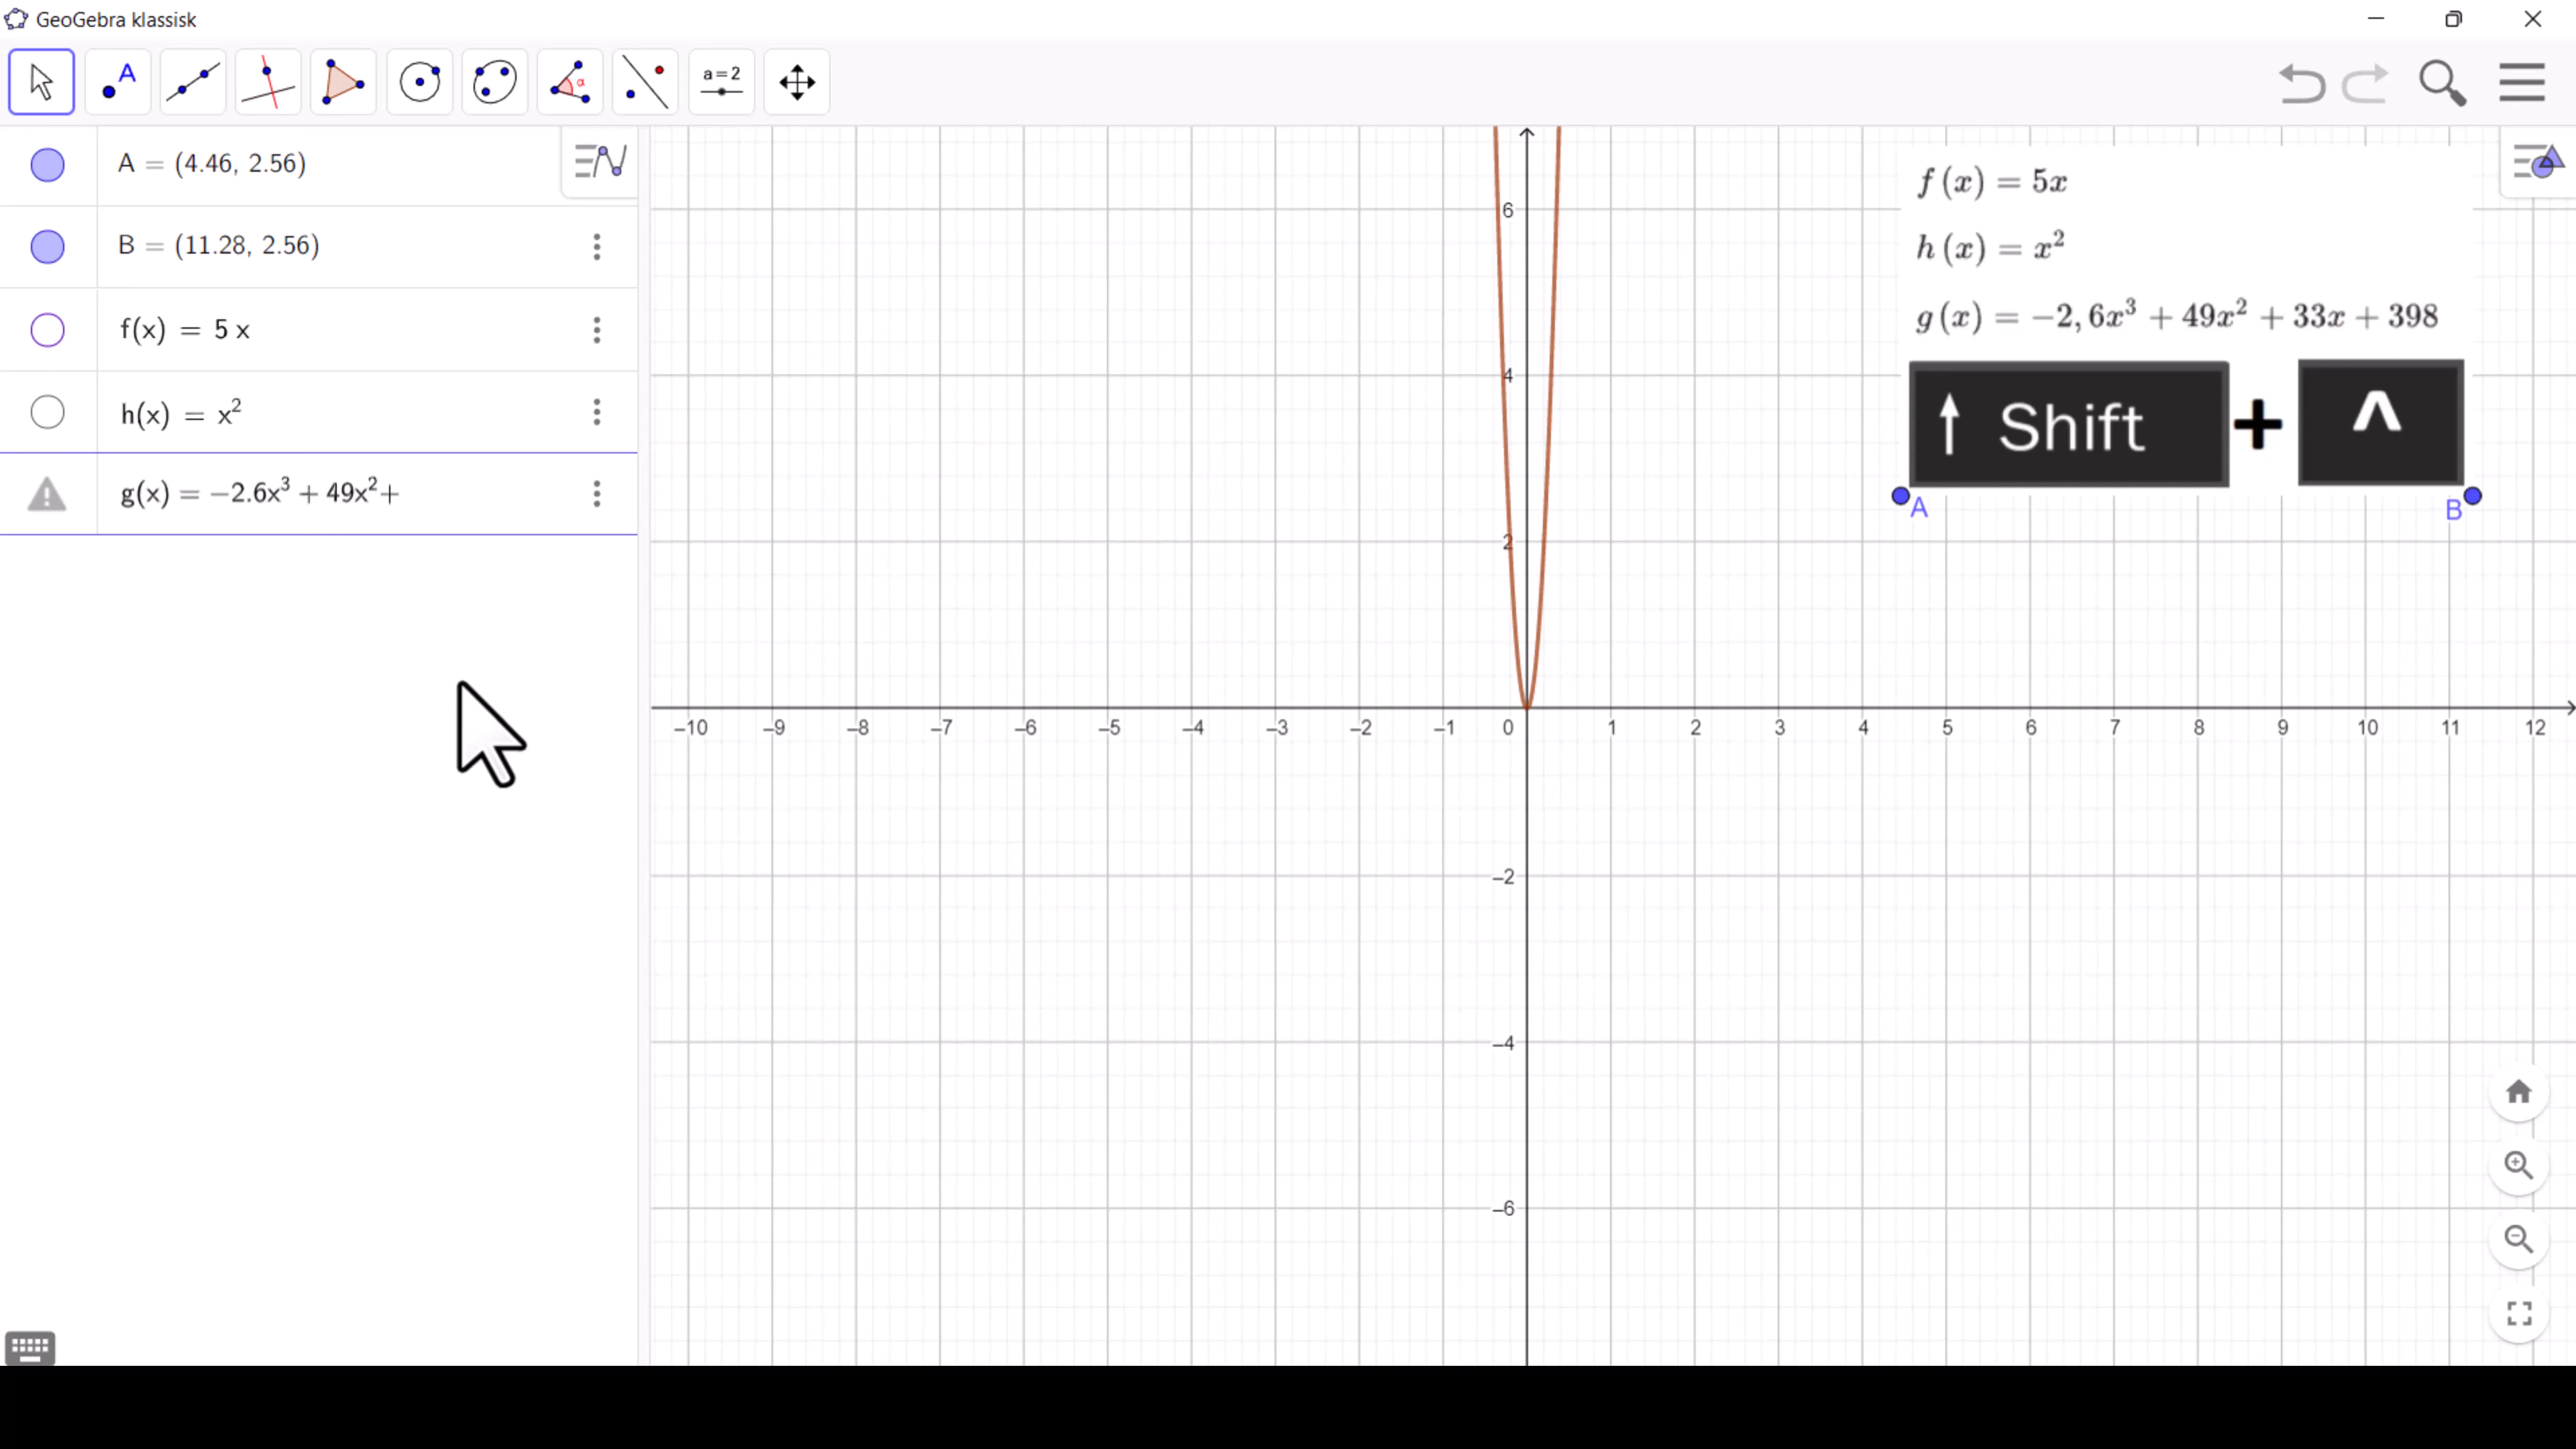 GeoGebra klassisk
A
α
a=2
A = (4.46, 2.56)
B = (11.28, 2.56)
f(x) = 5 x
h(x) = x²
g(x) = −2.6x³ + 49x²+
f (x) = 5x
h (x) = x²
g (x) = −2, 6x³ + 49x² + 33x + 398
↑ Shift + ^
A
B
6
4
2
–10 –9 –8 –7 –6 –5 –4 –3 –2 –1 0 1 2 3 4 5 6 7 8 9 10 11 12
–2
–4
–6